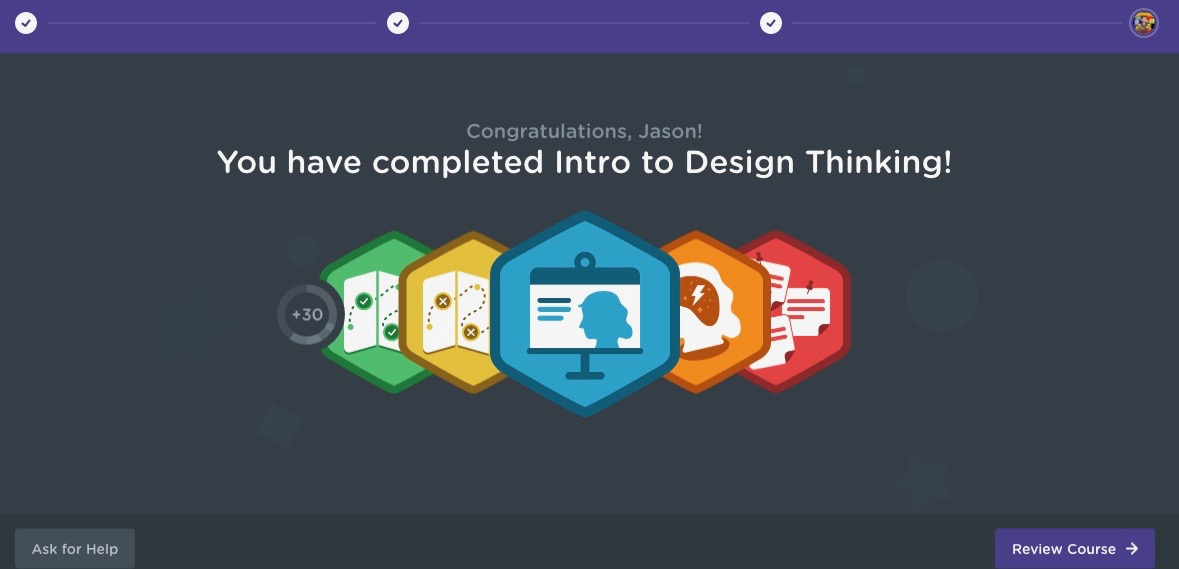 Congratulations, Jason!
You have completed Intro to Design Thinking!
+30
Ask for Help
Review Course